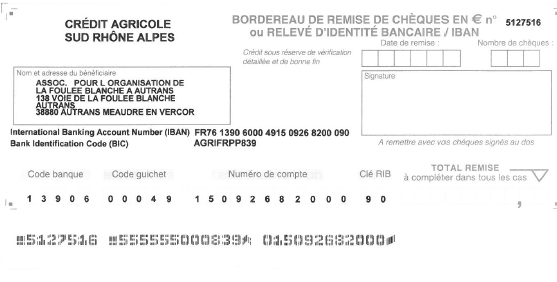 CRÉDIT AGRICOLE
SUD RHÔNE ALPES
BORDEREAU DE REMISE DE CHÈQUES EN € n° 5127516
ou RELEVÉ D'IDENTITÉ BANCAIRE / IBAN
Crédit sous réserve de vérification
détaillée et de bonne fin
Date de remise :
Nombre de chèques :
Nom et adresse du bénéficiaire
ASSOC. POUR L ORGANISATION DE
LA FOULEE BLANCHE A AUTRANS
138 VOIE DE LA FOULEE BLANCHE
AUTRANS
38880 AUTRANS MEAUDRE EN VERCOR
Signature
International Banking Account Number (IBAN) FR76 1390 6000 4915 0926 8200 090
Bank Identification Code (BIC) AGRIFRPP839
A remettre avec vos chèques signés au dos
Code banque Code guichet Numéro de compte Clé RIB
TOTAL REMISE
à compléter dans tous les cas
1 3 9 0 6 0 0 0 4 9 1 5 0 9 2 6 8 2 0 0 0 9 0
5127516 555555000839 015092682000